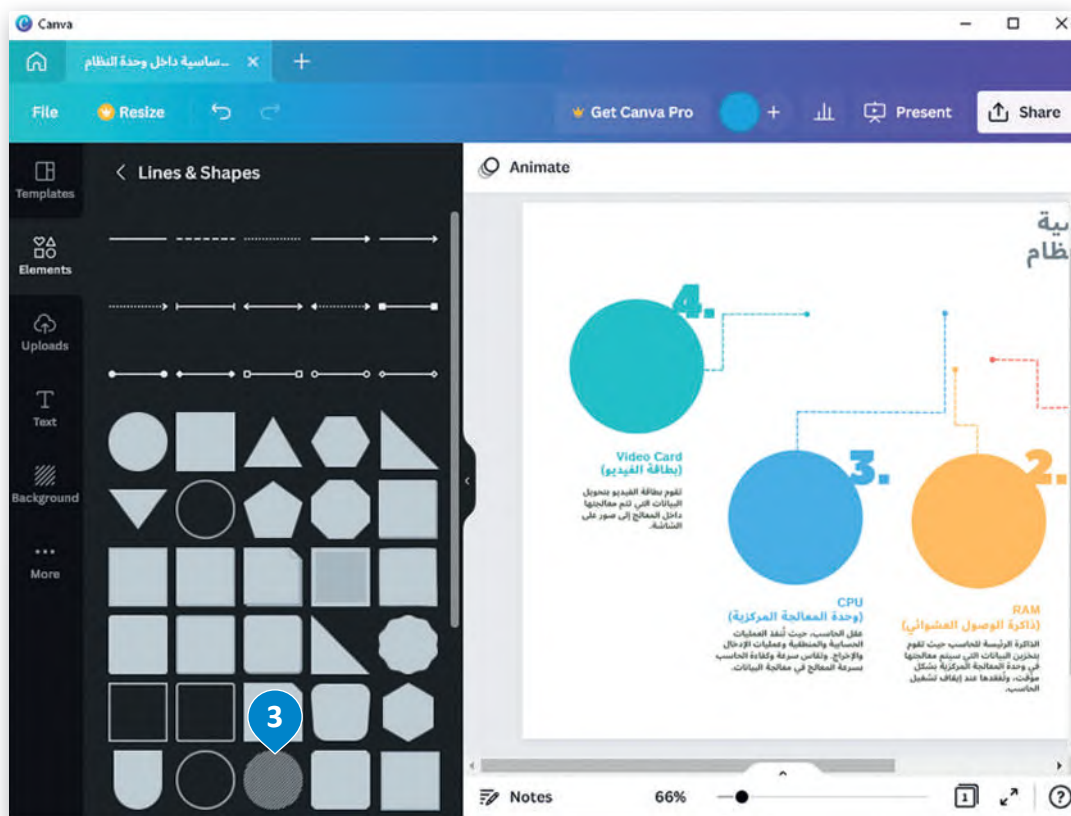 Canva
...ساسية داخل وحدة النظام
File
Resize
Get Canva Pro
Present
Share
Templates
Elements
Uploads
Text
Background
More
Lines & Shapes
3
Animate
ظام
4.
Video Card
(بطاقة الفيديو)
تقوم بطاقة الفيديو بتحويل
البيانات التي تتم معالجتها
داخل المعالج إلى صور على
الشاشة.
3.
CPU
(وحدة المعالجة المركزية)
عقل الحاسب، حيث تُنفذ العمليات
الحسابية والمنطقية وعمليات الإدخال
والإخراج. وتقاس سرعة وكفاءة الحاسب
بسرعة المعالج في معالجة البيانات.
2.
RAM
(ذاكرة الوصول العشوائي)
الذاكرة الرئيسة للحاسب حيث تقوم
بتخزين البيانات التي سيتم معالجتها
في وحدة المعالجة المركزية بشكل
مؤقت، وتفقدها عند إيقاف تشغيل
الحاسب.
Notes
66%
1